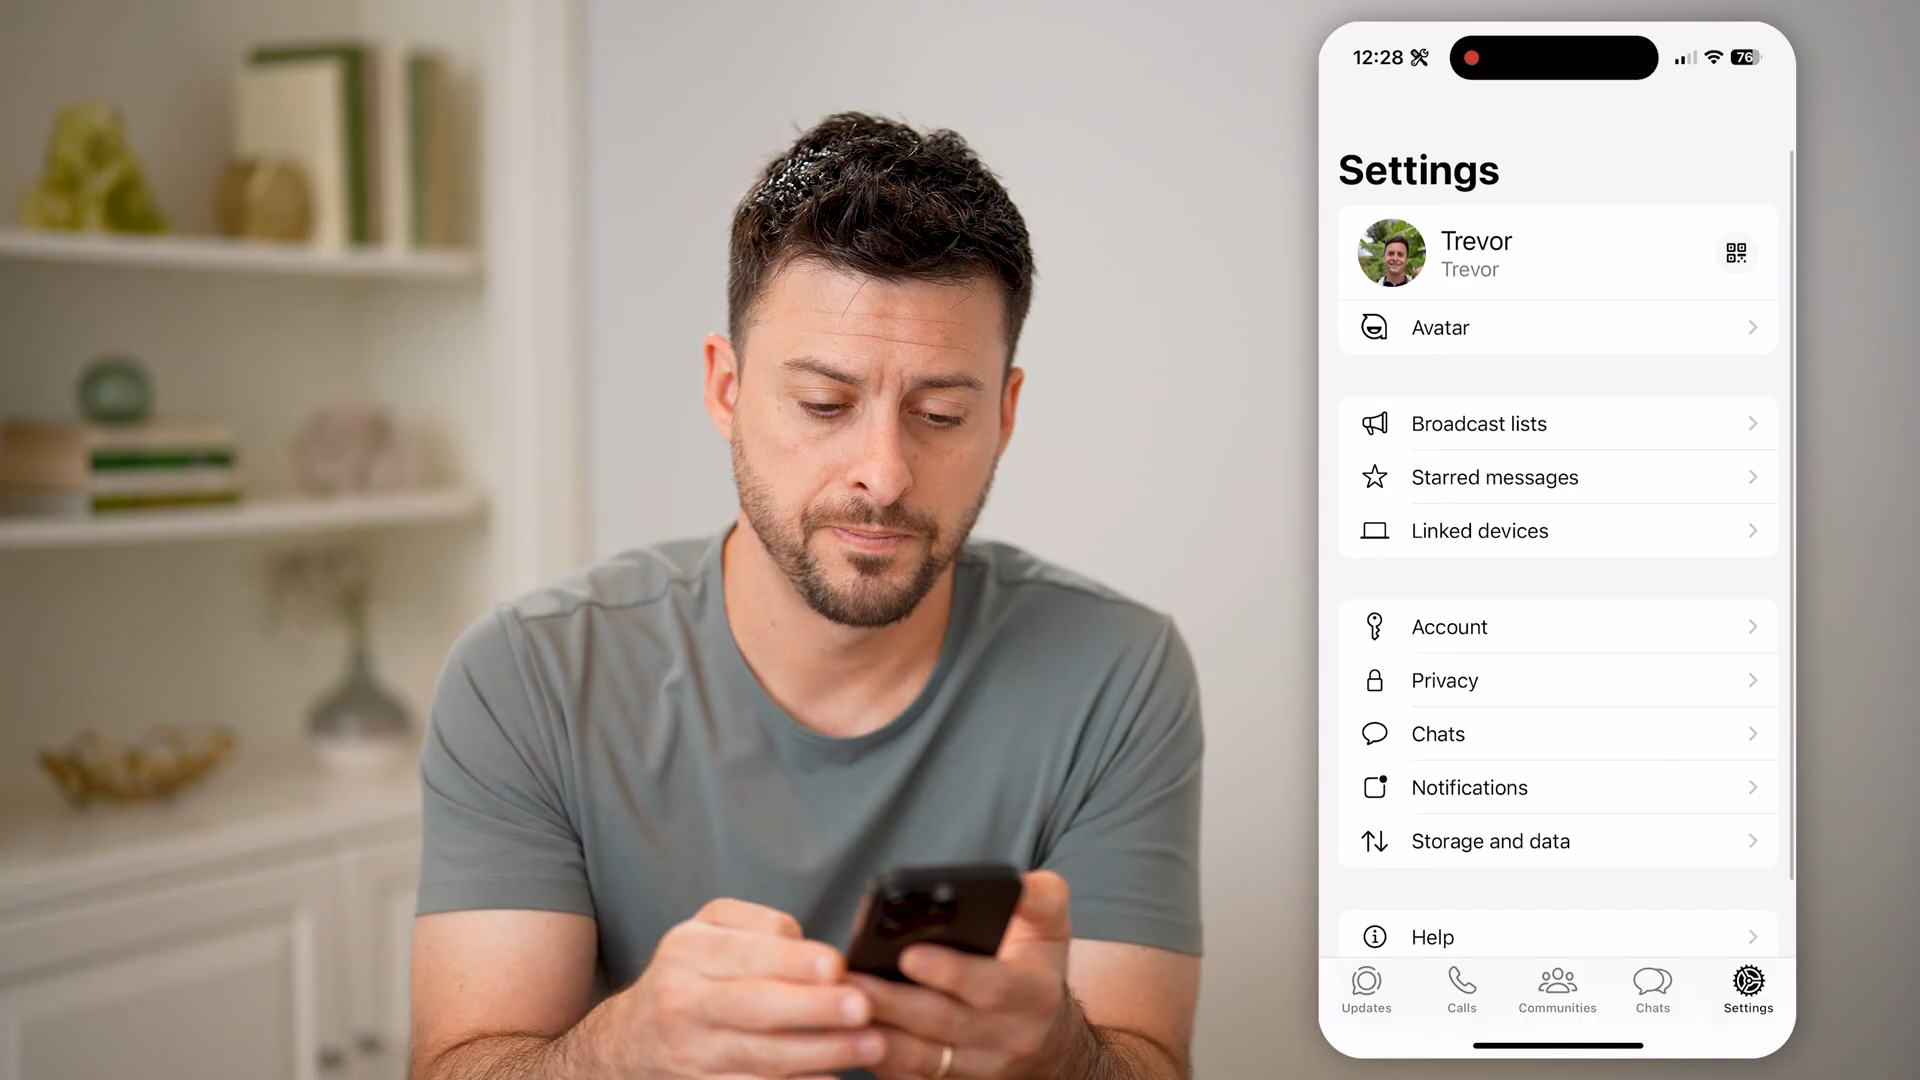 12:28
76
Settings
Trevor
Trevor
Avatar
Broadcast lists
Starred messages
Linked devices
Account
Privacy
Chats
Notifications
Storage and data
Help
Updates
Calls
Communities
Chats
Settings